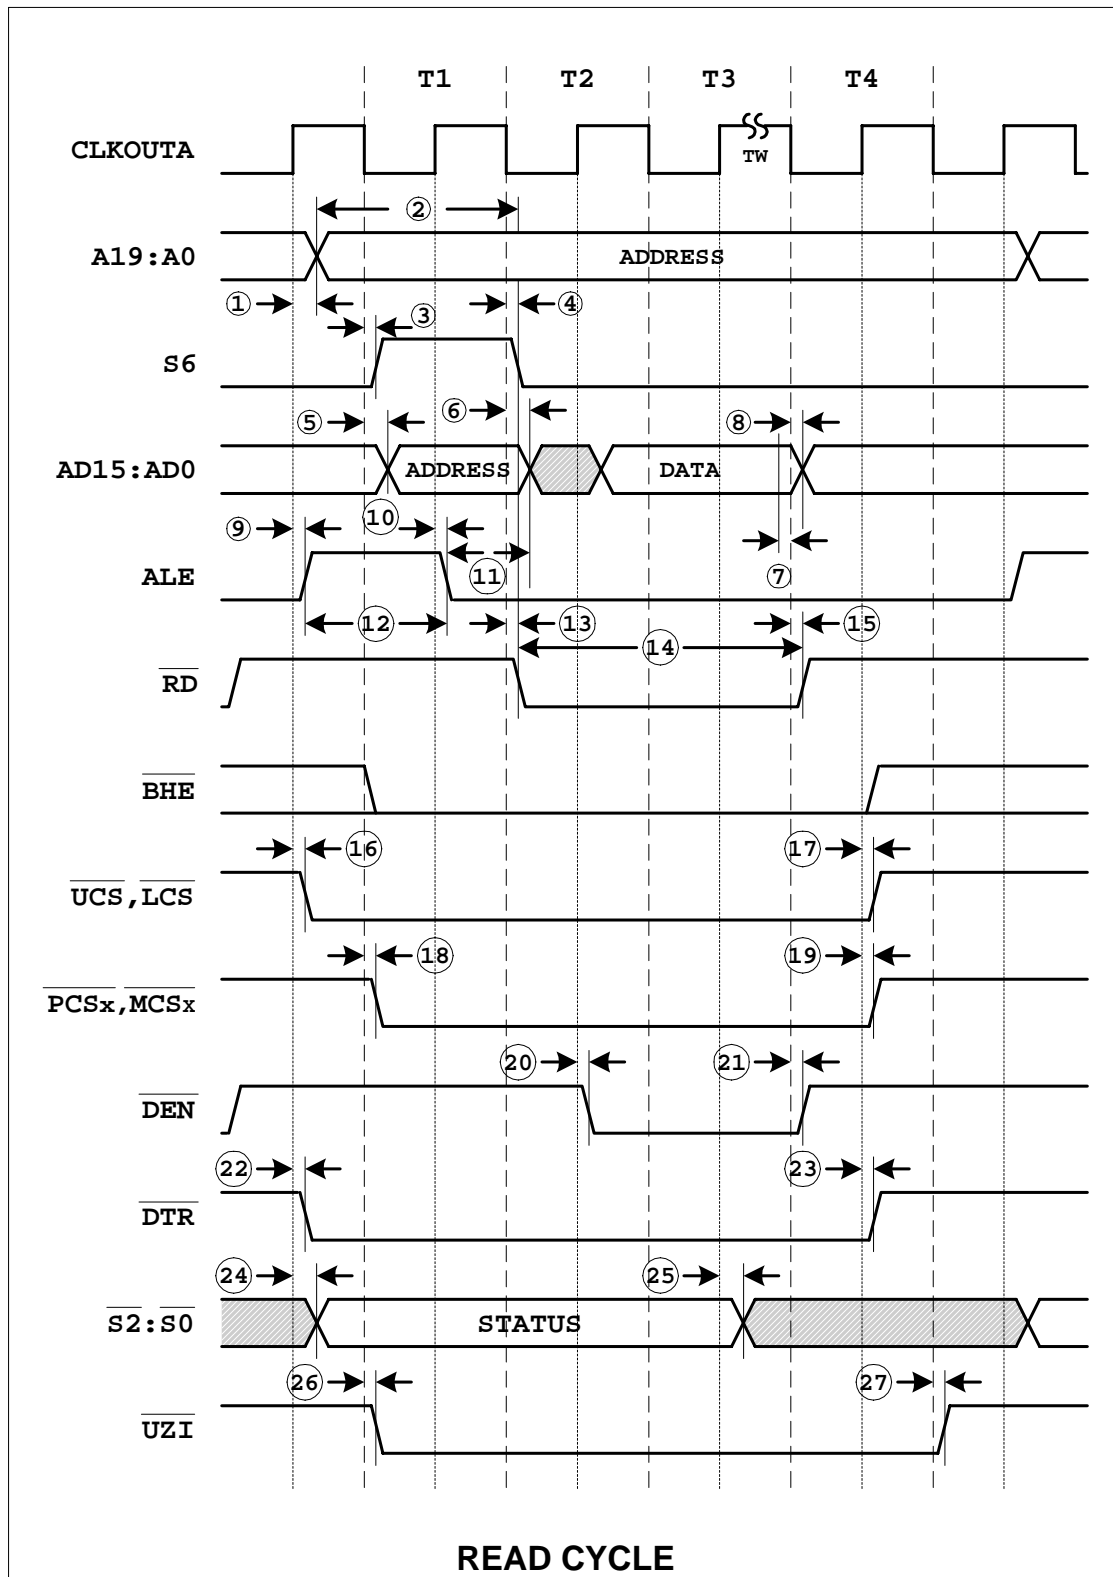 T1 T2 T3 T4
CLKOUTA
TW
2
A19:A0
ADDRESS
1
3
4
S6
5
6
8
AD15:AD0
ADDRESS
DATA
9
10
7
ALE
11
12
13
15
14
RD
BHE
16
17
UCS,LCS
18
19
PCSx,MCSx
20
21
DEN
22
23
DTR
24
25
S2:S0
STATUS
26
27
UZI
READ CYCLE